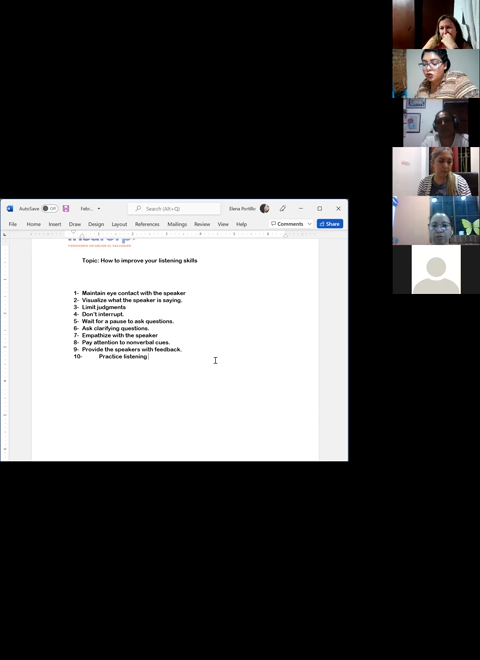 AutoSave Off Febr... Search (Alt+Q) Elena Portillo
File Home Insert Draw Design Layout References Mailings Review View Help Comments Share
Topic: How to improve your listening skills
1- Maintain eye contact with the speaker
2- Visualize what the speaker is saying.
3- Limit judgments
4- Don't interrupt.
5- Wait for a pause to ask questions.
6- Ask clarifying questions.
7- Empathize with the speaker
8- Pay attention to nonverbal cues.
9- Provide the speakers with feedback.
10- Practice listening